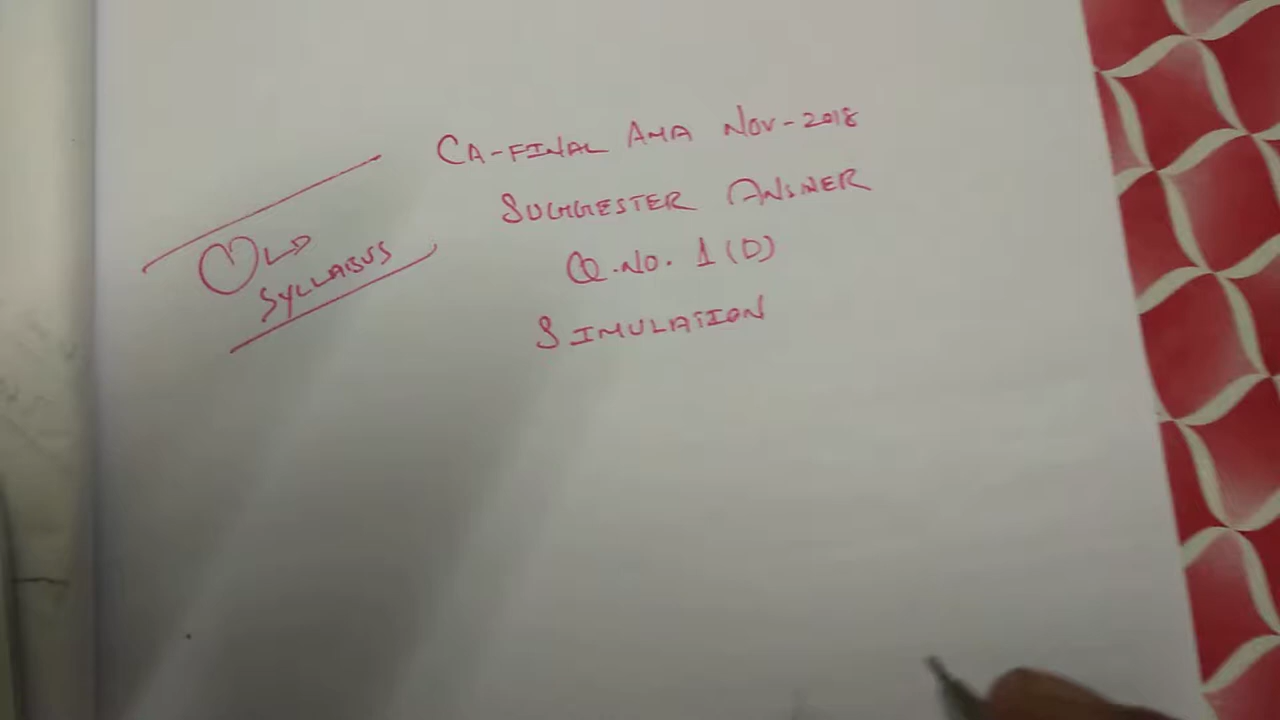 CA-FINAL AMA NOV-2018
SUGGESTER ANSWER
Q.NO. 1(D)
SIMULATION
OLD
SYLLABUS